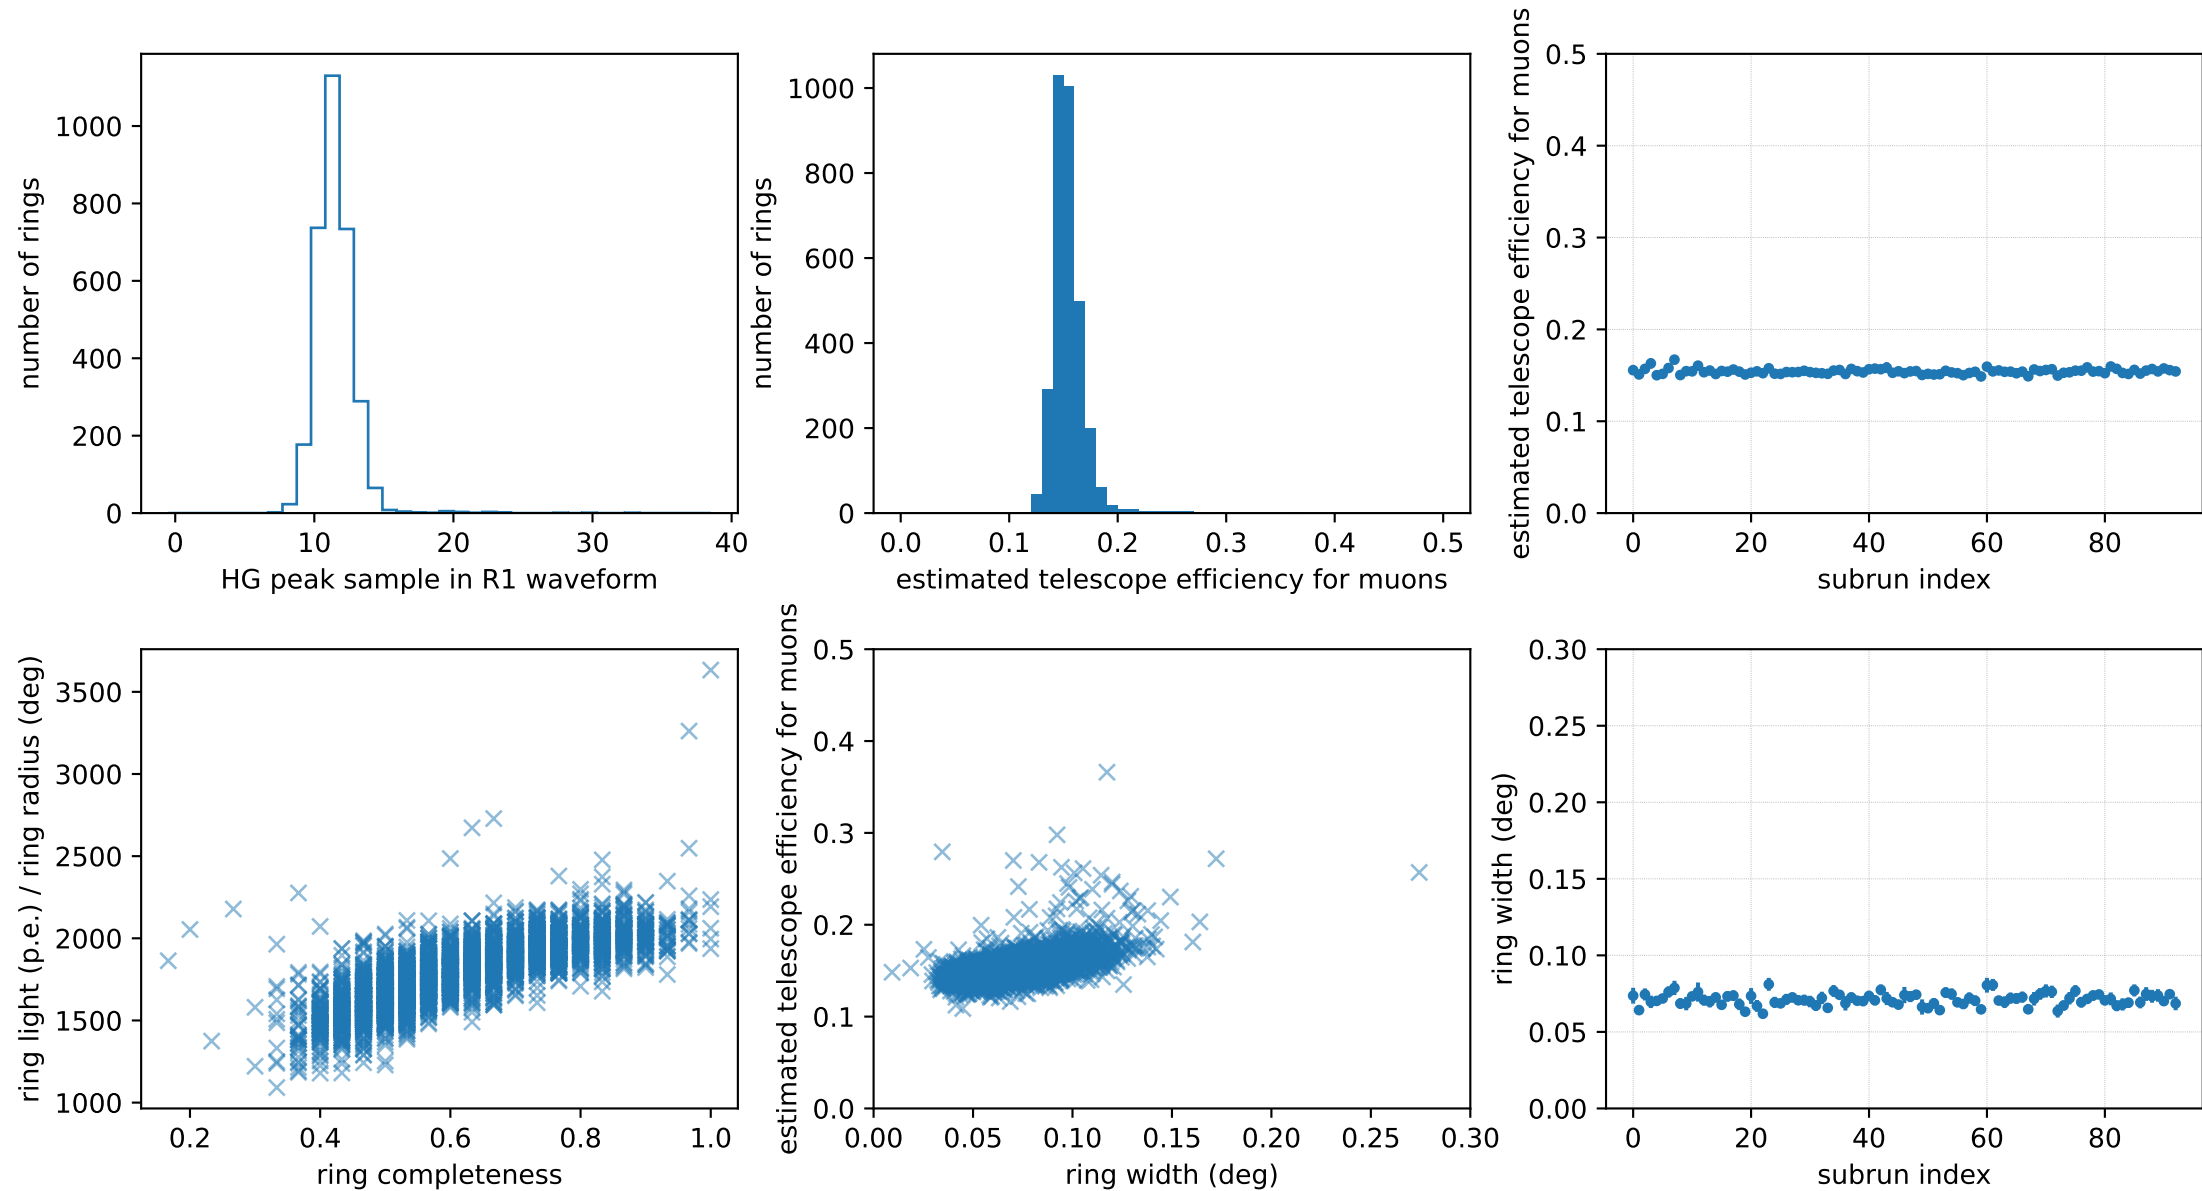 number of rings
1000
800
600
400
200
0
0 10 20 30 40
HG peak sample in R1 waveform
number of rings
1000
800
600
400
200
0
0.0 0.1 0.2 0.3 0.4 0.5
estimated telescope efficiency for muons
estimated telescope efficiency for muons
0.5
0.4
0.3
0.2
0.1
0.0
0 20 40 60 80
subrun index
ring light (p.e.) / ring radius (deg)
3500
3000
2500
2000
1500
1000
0.2 0.4 0.6 0.8 1.0
ring completeness
estimated telescope efficiency for muons
0.5
0.4
0.3
0.2
0.1
0.0
0.00 0.05 0.10 0.15 0.20 0.25 0.30
ring width (deg)
ring width (deg)
0.30
0.25
0.20
0.15
0.10
0.05
0.00
0 20 40 60 80
subrun index